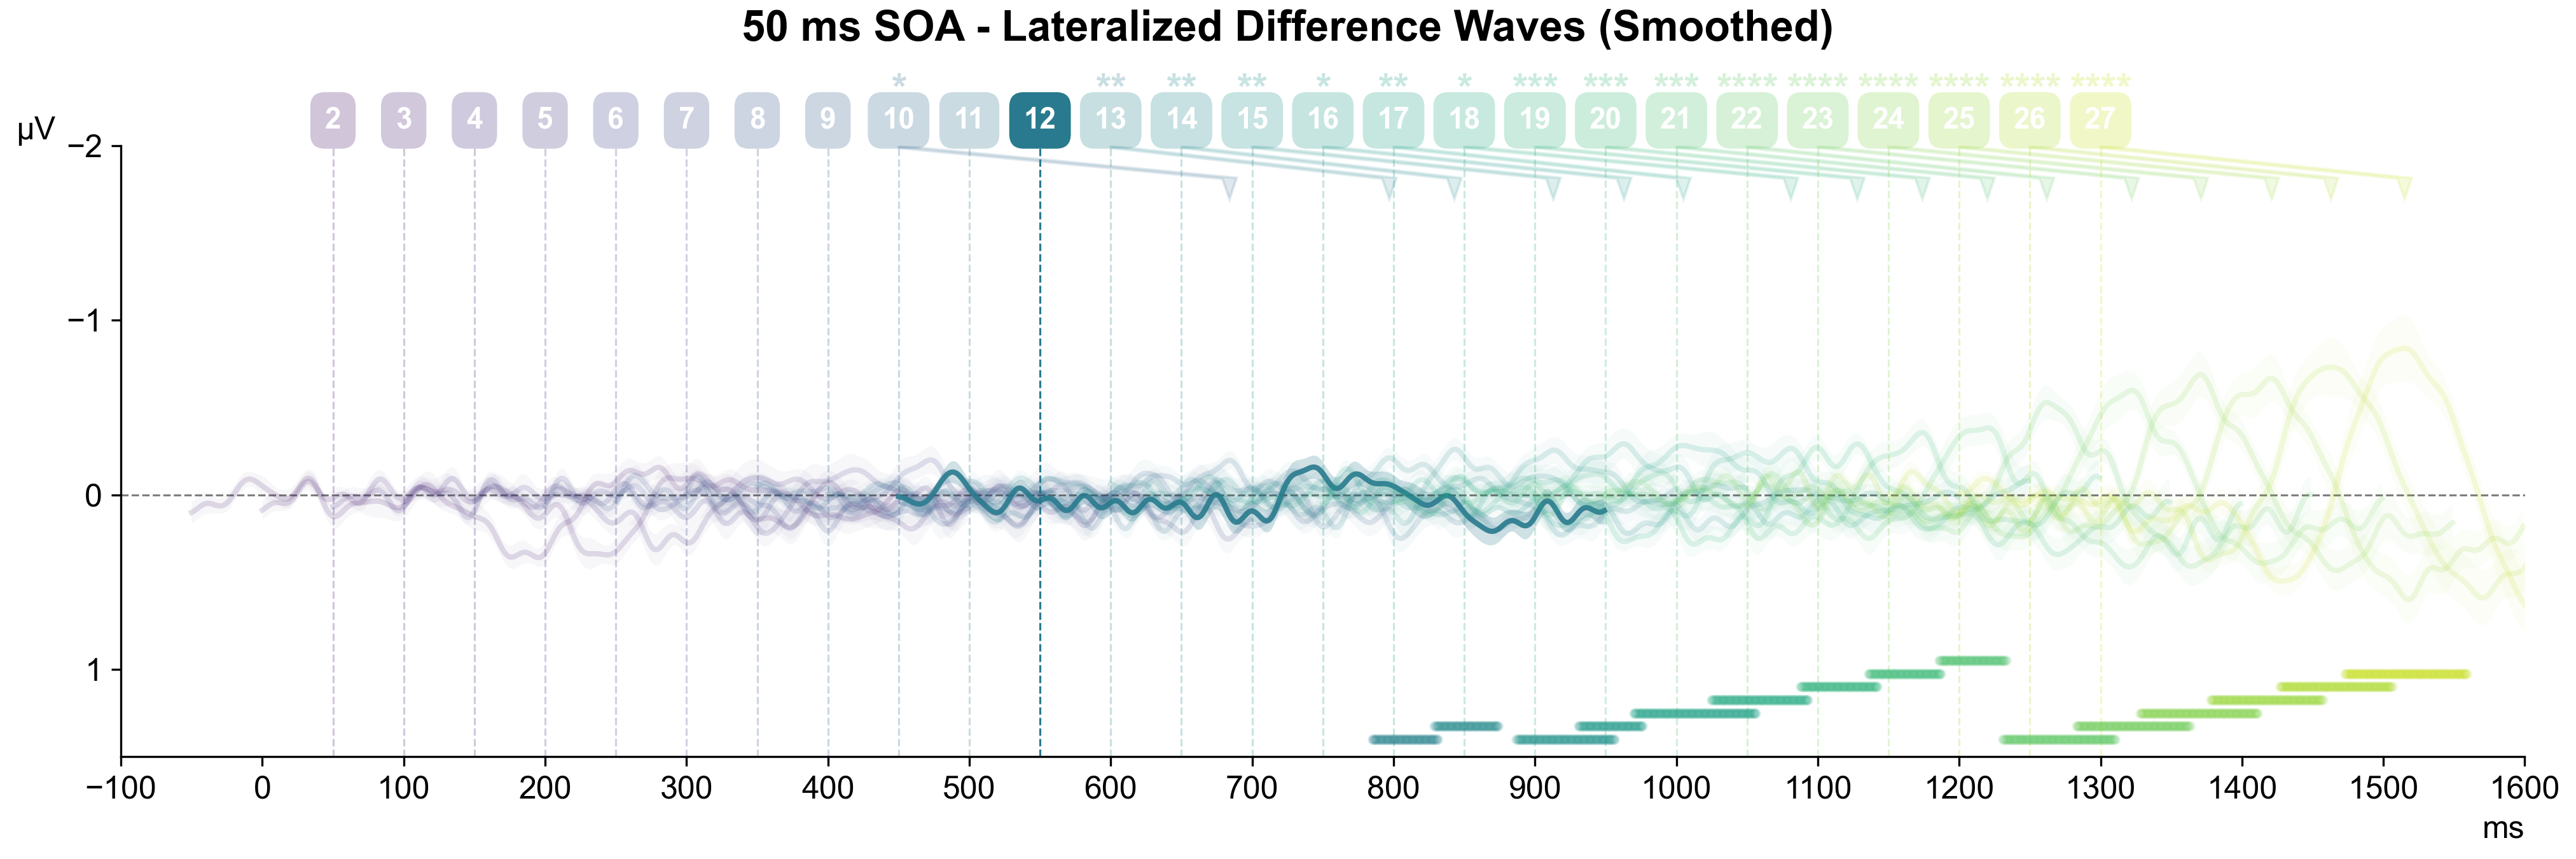 50 ms SOA - Lateralized Difference Waves (Smoothed)
* ** ** ** * ** * *** *** *** **** **** **** **** **** ****
2 3 4 5 6 7 8 9 10 11 12 13 14 15 16 17 18 19 20 21 22 23 24 25 26 27
µV
−2
−1
0
1
−100 0 100 200 300 400 500 600 700 800 900 1000 1100 1200 1300 1400 1500 1600
ms